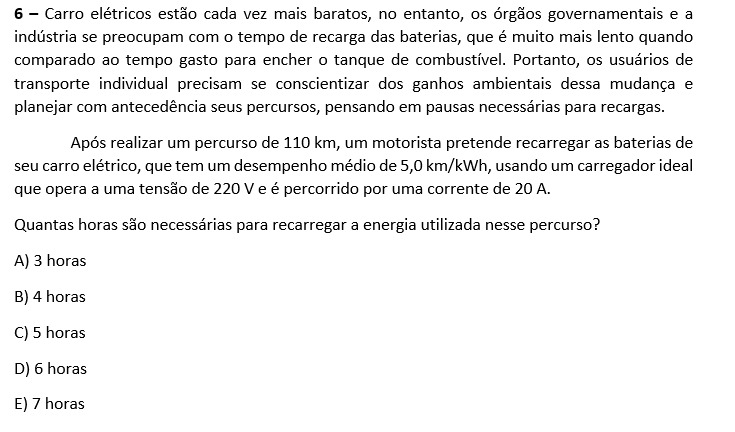 6 – Carro elétricos estão cada vez mais baratos, no entanto, os órgãos governamentais e a
indústria se preocupam com o tempo de recarga das baterias, que é muito mais lento quando
comparado ao tempo gasto para encher o tanque de combustível. Portanto, os usuários de
transporte individual precisam se conscientizar dos ganhos ambientais dessa mudança e
planejar com antecedência seus percursos, pensando em pausas necessárias para recargas.
Após realizar um percurso de 110 km, um motorista pretende recarregar as baterias de
seu carro elétrico, que tem um desempenho médio de 5,0 km/kWh, usando um carregador ideal
que opera a uma tensão de 220 V e é percorrido por uma corrente de 20 A.
Quantas horas são necessárias para recarregar a energia utilizada nesse percurso?
A) 3 horas
B) 4 horas
C) 5 horas
D) 6 horas
E) 7 horas